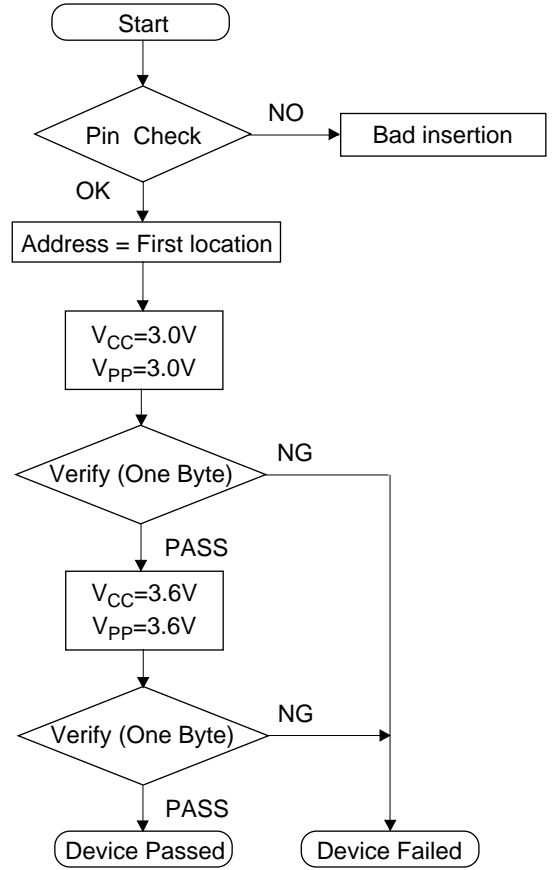 Start
Pin Check
NO
Bad insertion
OK
Address = First location
VCC=3.0V
VPP=3.0V
Verify (One Byte)
NG
PASS
VCC=3.6V
VPP=3.6V
Verify (One Byte)
NG
PASS
Device Passed
Device Failed